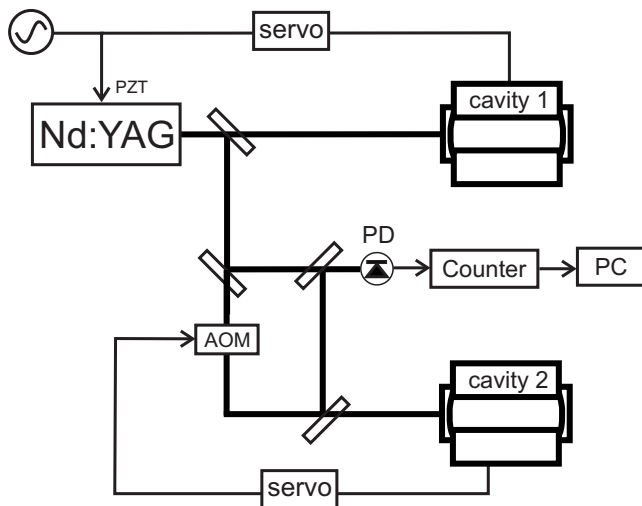 servo
PZT
cavity 1
Nd:YAG
PD
Counter
PC
AOM
cavity 2
servo